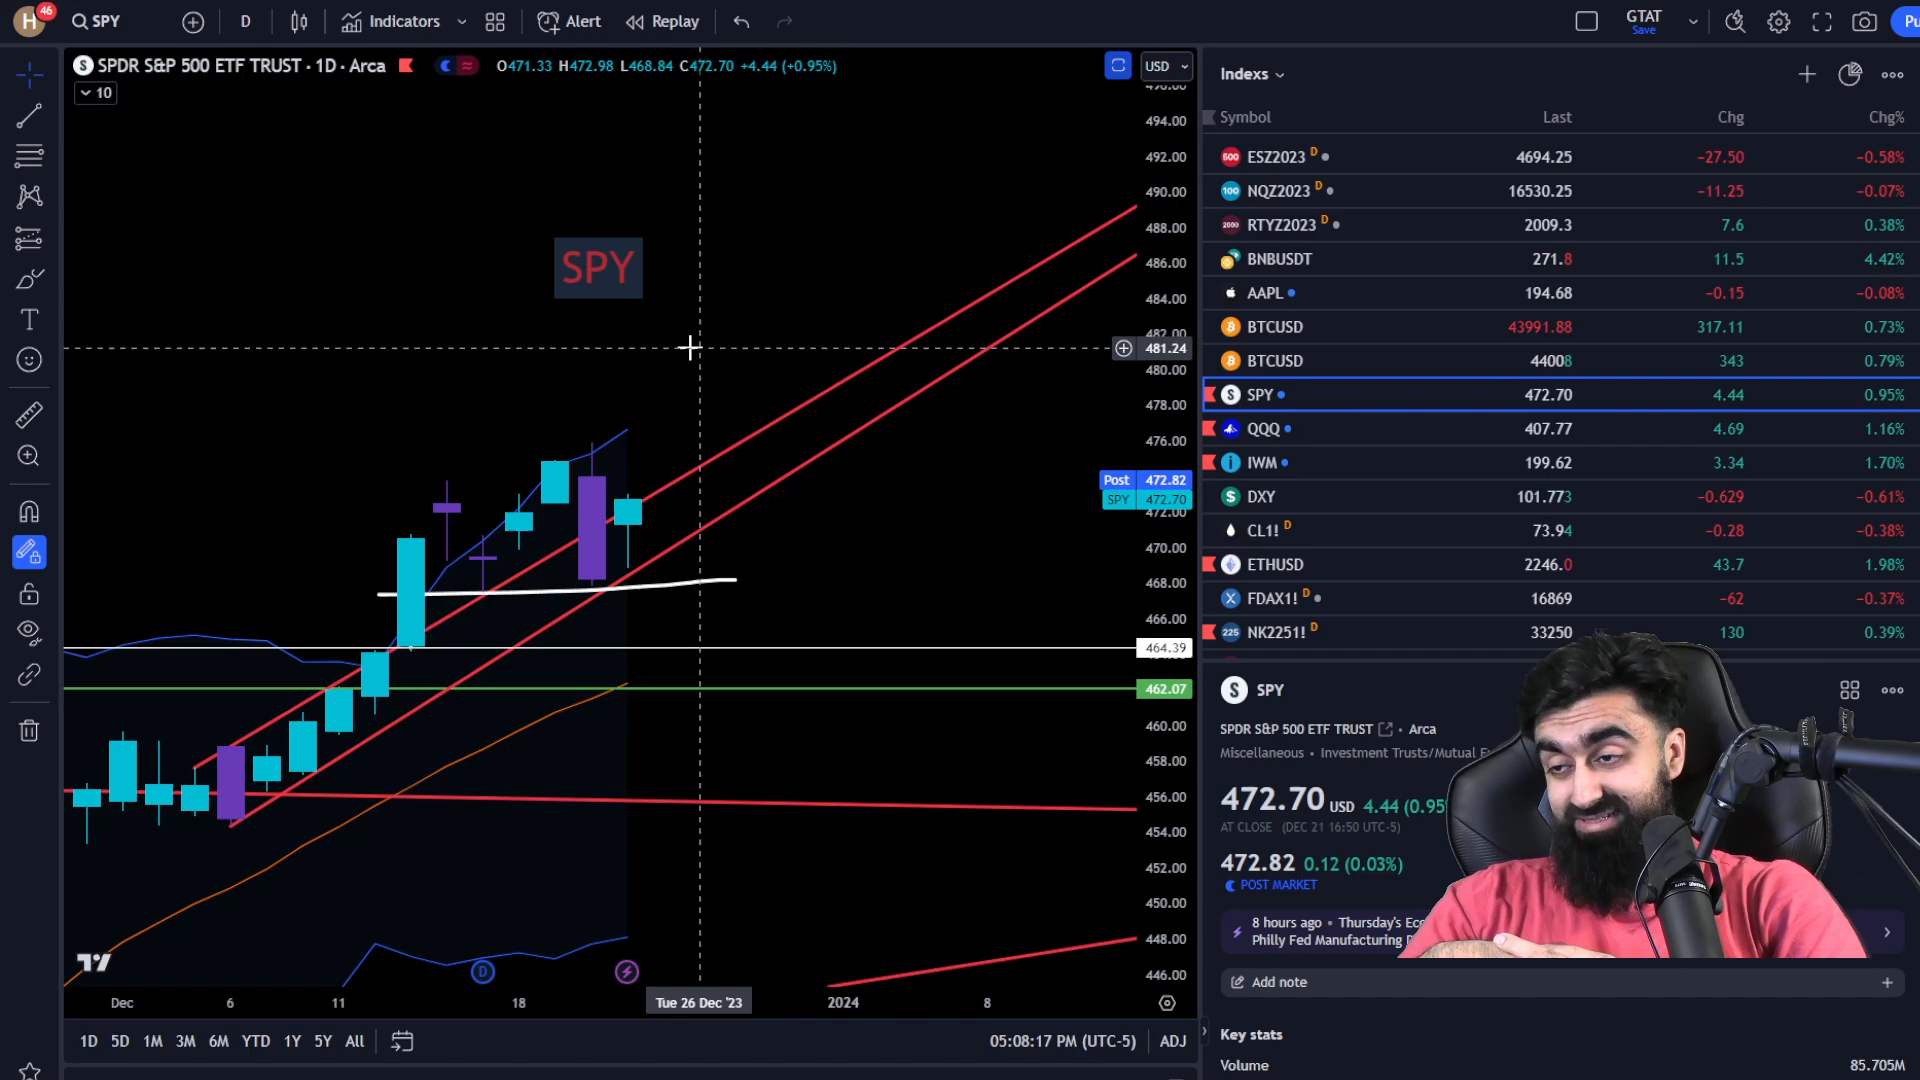 H 46 SPY D Indicators Alert Replay GTAT Save Pu
SPDR S&P 500 ETF TRUST · 1D · Arca O471.33 H472.98 L468.84 C472.70 +4.44 (+0.95%) USD
10
494.00
492.00
490.00
488.00
486.00
484.00
482.00
481.24
480.00
478.00
476.00
Post 472.82
SPY 472.70
472.00
470.00
468.00
466.00
464.39
462.07
460.00
458.00
456.00
454.00
452.00
450.00
448.00
446.00
SPY
D
Dec 6 11 18 Tue 26 Dec '23 2024 8
1D 5D 1M 3M 6M YTD 1Y 5Y All 05:08:17 PM (UTC-5) ADJ
Indexs
Symbol Last Chg Chg%
500 ESZ2023 D 4694.25 −27.50 −0.58%
100 NQZ2023 D 16530.25 −11.25 −0.07%
2000 RTYZ2023 D 2009.3 7.6 0.38%
BNBUSDT 271.8 11.5 4.42%
AAPL 194.68 −0.15 −0.08%
BTCUSD 43991.88 317.11 0.73%
BTCUSD 44008 343 0.79%
S SPY 472.70 4.44 0.95%
QQQ 407.77 4.69 1.16%
IWM 199.62 3.34 1.70%
$ DXY 101.773 −0.629 −0.61%
CL1! D 73.94 −0.28 −0.38%
ETHUSD 2246.0 43.7 1.98%
X FDAX1! D 16869 −62 −0.37%
225 NK2251! D 33250 130 0.39%
S SPY
SPDR S&P 500 ETF TRUST · Arca
Miscellaneous • Investment Trusts/Mutual
472.70 USD 4.44 (0.95
AT CLOSE (DEC 21 16:50 UTC-5)
472.82 0.12 (0.03%)
POST MARKET
8 hours ago • Thursday's Ec
Philly Fed Manufacturing
Add note
Key stats
Volume 85.705M